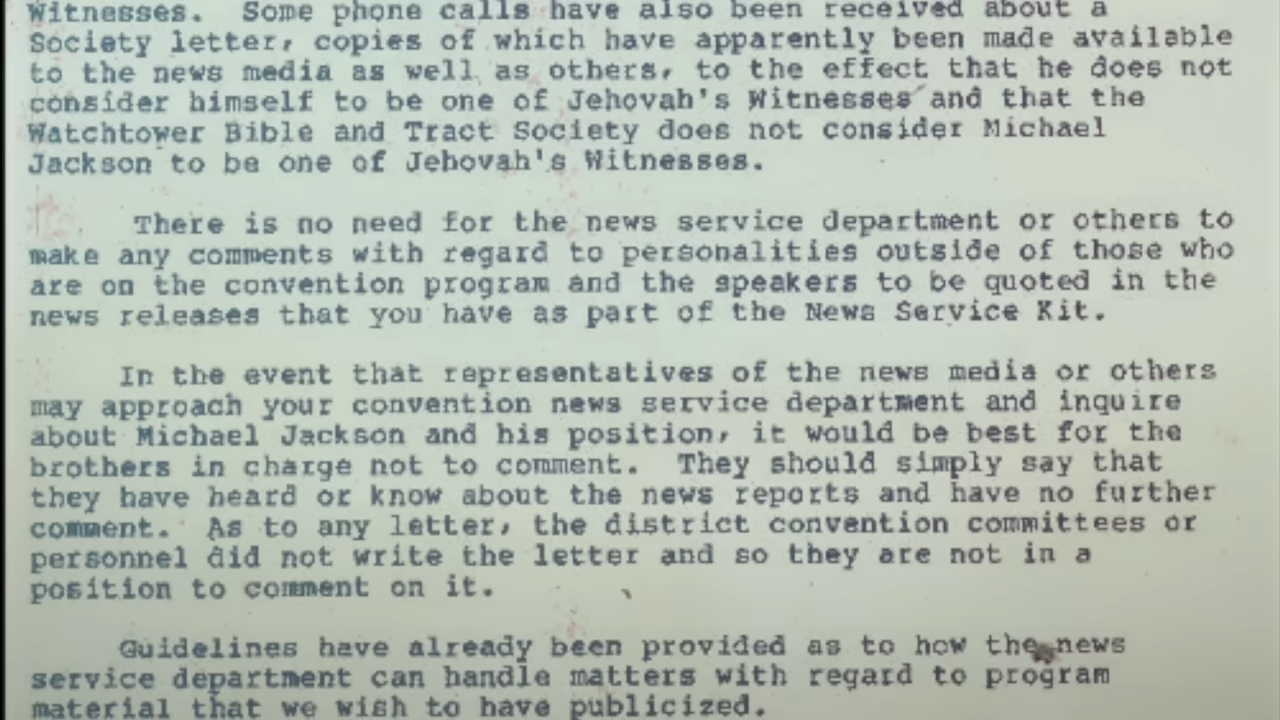 Witnesses.  Some phone calls have also been received about a
Society letter, copies of which have apparently been made available
to the news media as well as others, to the effect that he does not
consider himself to be one of Jehovah's Witnesses and that the
Watchtower Bible and Tract Society does not consider Michael
Jackson to be one of Jehovah's Witnesses.
There is no need for the news service department or others to
make any comments with regard to personalities outside of those who
are on the convention program and the speakers to be quoted in the
news releases that you have as part of the News Service Kit.
In the event that representatives of the news media or others
may approach your convention news service department and inquire
about Michael Jackson and his position, it would be best for the
brothers in charge not to comment.  They should simply say that
they have heard or know about the news reports and have no further
comment.  As to any letter, the district convention committees or
personnel did not write the letter and so they are not in a
position to comment on it.
Guidelines have already been provided as to how the news
service department can handle matters with regard to program
material that we wish to have publicized.